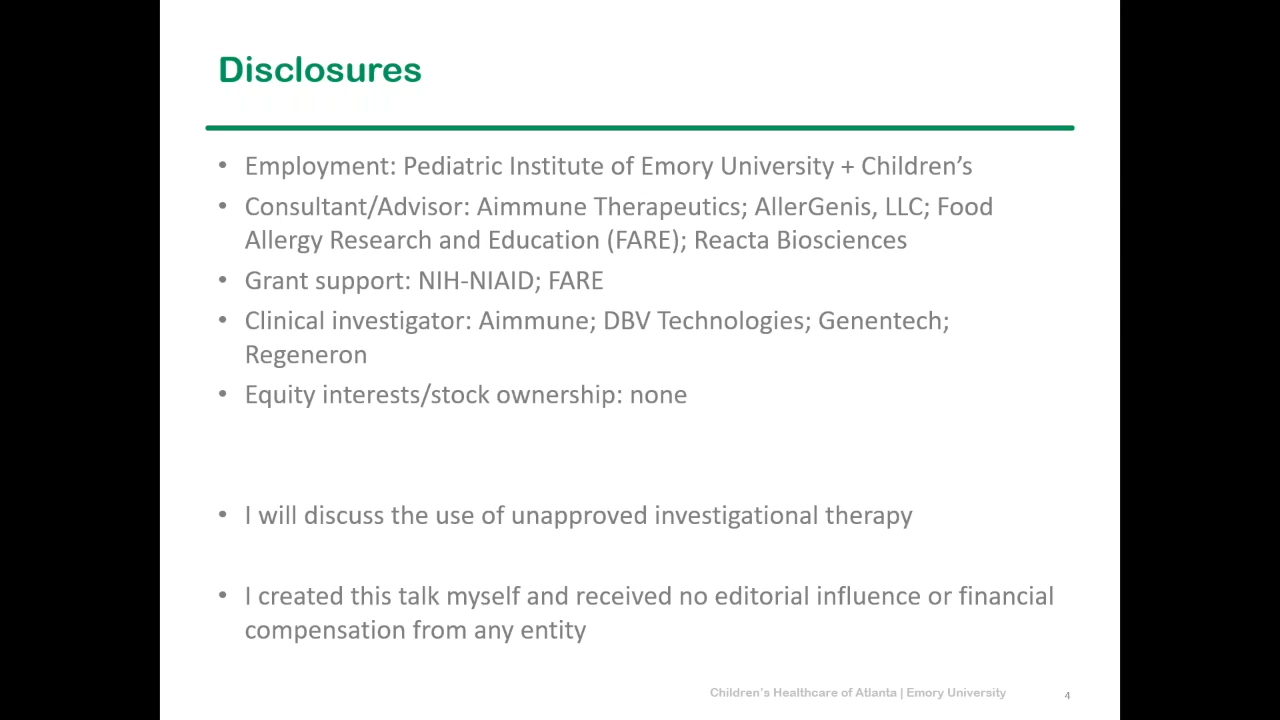 Disclosures
• Employment: Pediatric Institute of Emory University + Children’s
• Consultant/Advisor: Aimmune Therapeutics; AllerGenis, LLC; Food
Allergy Research and Education (FARE); Reacta Biosciences
• Grant support: NIH-NIAID; FARE
• Clinical investigator: Aimmune; DBV Technologies; Genentech;
Regeneron
• Equity interests/stock ownership: none
• I will discuss the use of unapproved investigational therapy
• I created this talk myself and received no editorial influence or financial
compensation from any entity
Children’s Healthcare of Atlanta | Emory University
4